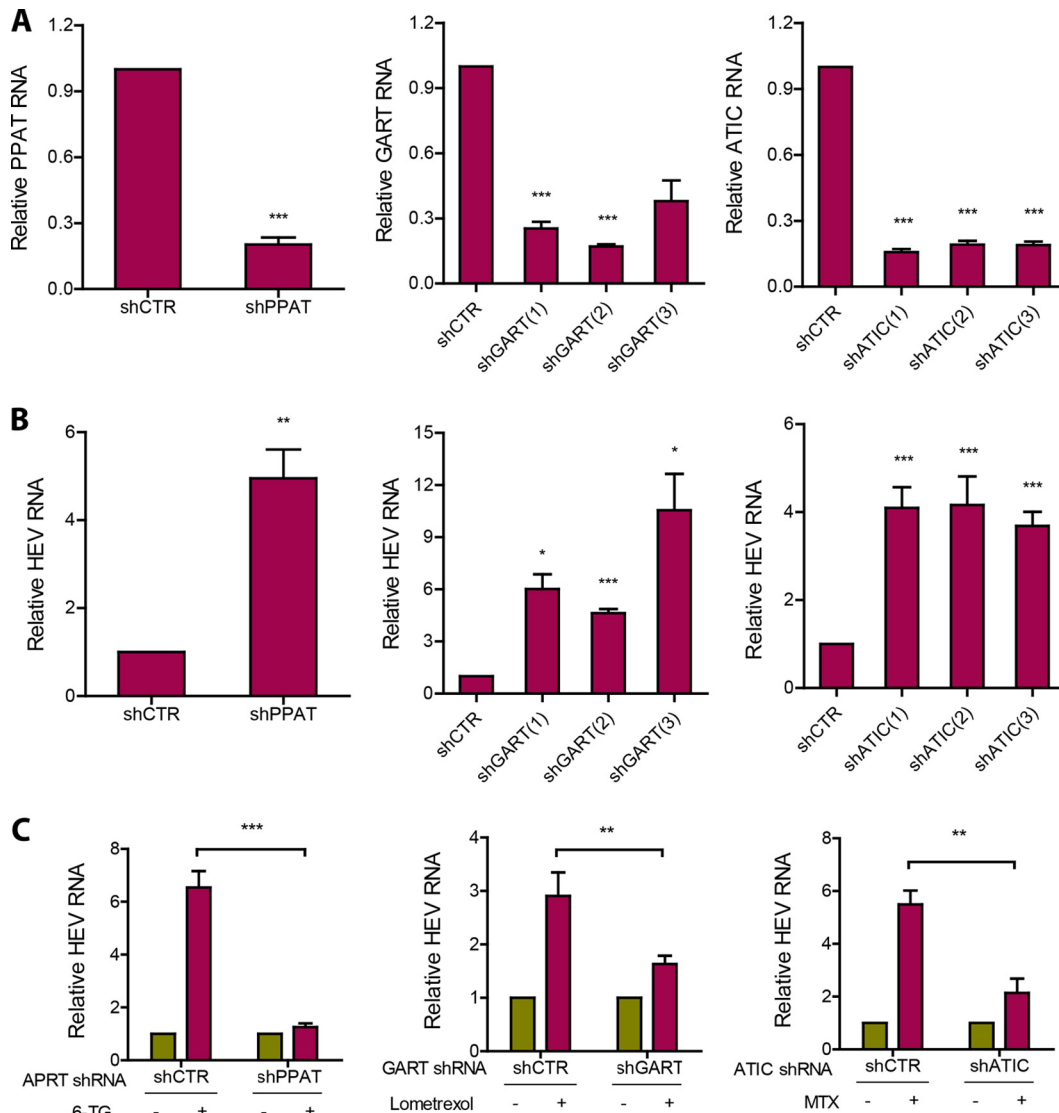 A
Relative PPAT RNA
1.2
0.9
0.6
0.3
0.0
***
shCTR
shPPAT
Relative GART RNA
1.2
0.9
0.6
0.3
0.0
***
***
shCTR
shGART(1)
shGART(2)
shGART(3)
Relative ATIC RNA
1.2
0.9
0.6
0.3
0.0
***
***
***
shCTR
shATIC(1)
shATIC(2)
shATIC(3)
B
Relative HEV RNA
6
4
2
0
**
shCTR
shPPAT
Relative HEV RNA
15
12
9
6
3
0
*
***
*
shCTR
shGART(1)
shGART(2)
shGART(3)
Relative HEV RNA
6
4
2
0
***
***
***
shCTR
shATIC(1)
shATIC(2)
shATIC(3)
C
Relative HEV RNA
8
6
4
2
0
***
APRT shRNA shCTR shPPAT
6-TG - + - +
Relative HEV RNA
4
3
2
1
0
**
GART shRNA shCTR shGART
Lometrexol - + - +
Relative HEV RNA
8
6
4
2
0
**
ATIC shRNA shCTR shATIC
MTX - + - +